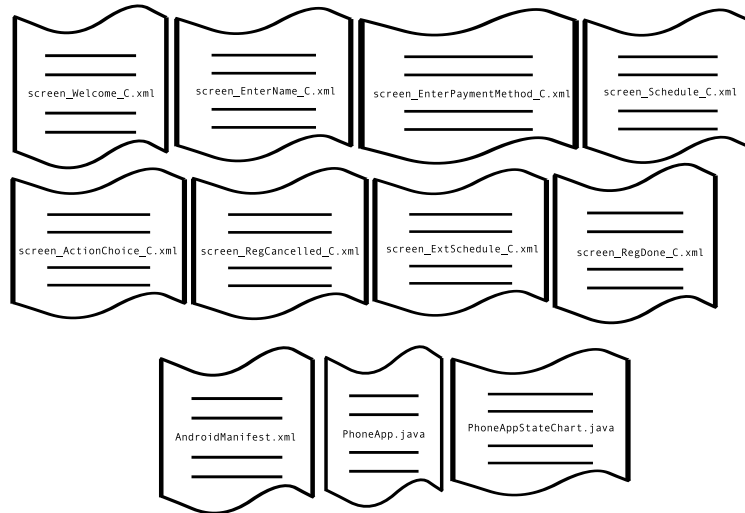 screen_Welcome_C.xml
screen_EnterName_C.xml
screen_EnterPaymentMethod_C.xml
screen_Schedule_C.xml
screen_ActionChoice_C.xml
screen_RegCancelled_C.xml
screen_ExtSchedule_C.xml
screen_RegDone_C.xml
AndroidManifest.xml
PhoneApp.java
PhoneAppStateChart.java